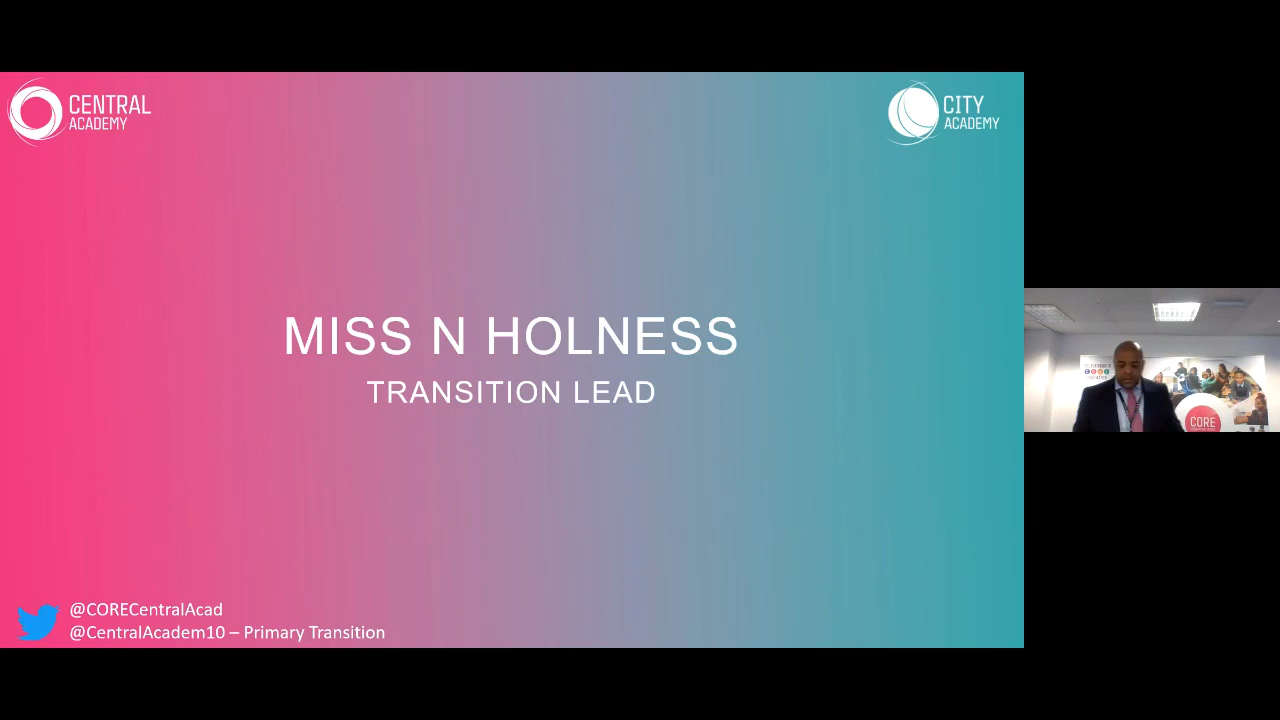 CENTRAL
ACADEMY
CITY
ACADEMY
MISS N HOLNESS
TRANSITION LEAD
@CORECentralAcad
@CentralAcadem10 – Primary Transition
CORE